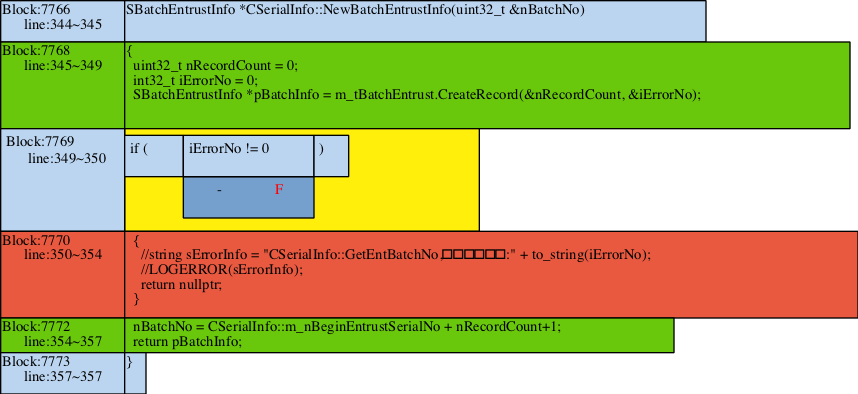 Block:7766
line:344~345
SBatchEntrustInfo *CSerialInfo::NewBatchEntrustInfo(uint32_t &nBatchNo)
Block:7768
line:345~349
{
uint32_t nRecordCount = 0;
int32_t iErrorNo = 0;
SBatchEntrustInfo *pBatchInfo = m_tBatchEntrust.CreateRecord(&nRecordCount, &iErrorNo);
Block:7769
line:349~350
if ( iErrorNo != 0 )
- F
Block:7770
line:350~354
{
//string sErrorInfo = "CSerialInfo::GetEntBatchNo,□□□□□□:" + to_string(iErrorNo);
//LOGERROR(sErrorInfo);
return nullptr;
}
Block:7772
line:354~357
nBatchNo = CSerialInfo::m_nBeginEntrustSerialNo + nRecordCount+1;
return pBatchInfo;
Block:7773
line:357~357
}